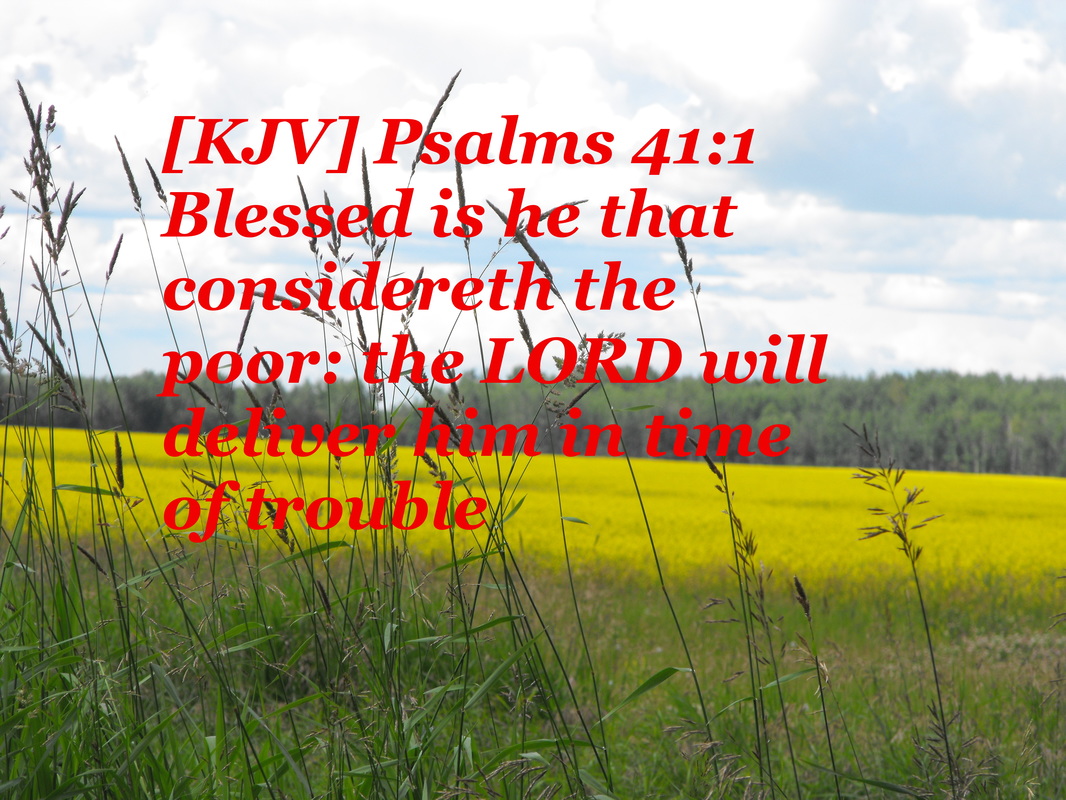 [KJV] Psalms 41:1
Blessed is he that
considereth the
poor: the LORD will
deliver him in time
of trouble